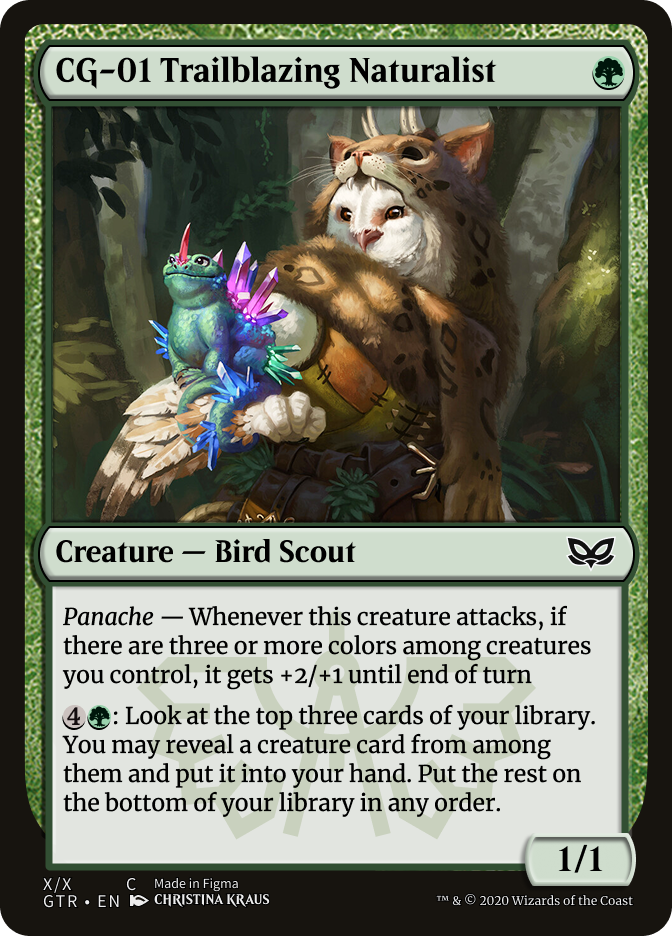 CG-01 Trailblazing Naturalist
Creature — Bird Scout
Panache — Whenever this creature attacks, if
there are three or more colors among creatures
you control, it gets +2/+1 until end of turn
4: Look at the top three cards of your library.
You may reveal a creature card from among
them and put it into your hand. Put the rest on
the bottom of your library in any order.
1/1
X/X C Made in Figma
GTR • EN CHRISTINA KRAUS
™ & © 2020 Wizards of the Coast